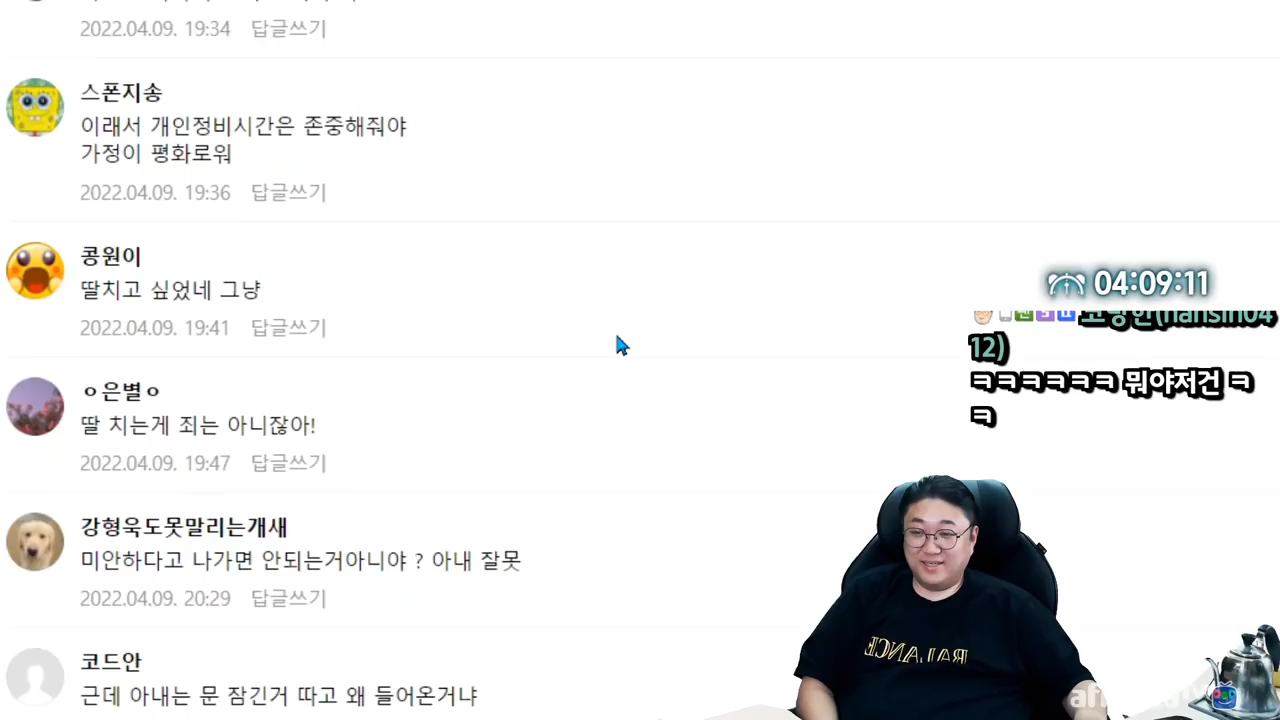 2022.04.09. 19:34 답글쓰기
스폰지송
이래서 개인정비시간은 존중해줘야
가정이 평화로워
2022.04.09. 19:36 답글쓰기
콩원이
딸치고 싶었네 그냥
2022.04.09. 19:41 답글쓰기
ㅇ은별ㅇ
딸 치는게 죄는 아니잖아!
2022.04.09. 19:47 답글쓰기
강형욱도못말리는개새
미안하다고 나가면 안되는거아니야 ? 아내 잘못
2022.04.09. 20:29 답글쓰기
코드안
근데 아내는 문 잠긴거 따고 왜 들어온거냐
04:09:11
12)
ㅋㅋㅋㅋㅋㅋ 뭐야저건 ㅋ
ㅋ
BALANCE